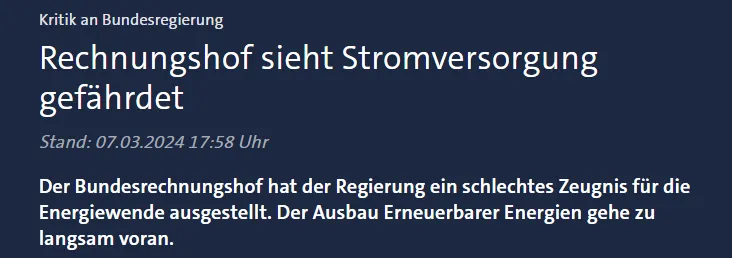 Kritik an Bundesregierung
Rechnungshof sieht Stromversorgung
gefährdet
Stand: 07.03.2024 17:58 Uhr
Der Bundesrechnungshof hat der Regierung ein schlechtes Zeugnis für die
Energiewende ausgestellt. Der Ausbau Erneuerbarer Energien gehe zu
langsam voran.